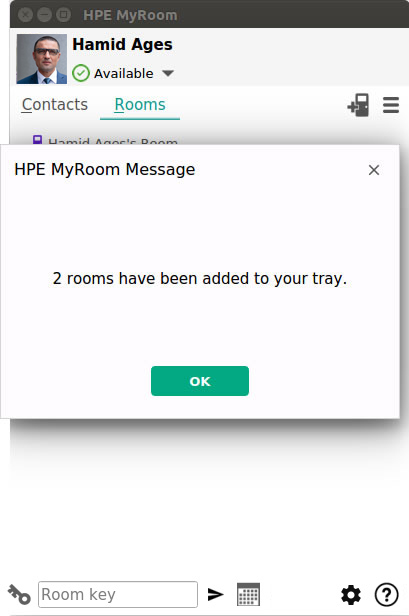 HPE MyRoom
Hamid Ages
Available
Contacts Rooms
Hamid Ages's Room
HPE MyRoom Message
2 rooms have been added to your tray.
OK
Room key